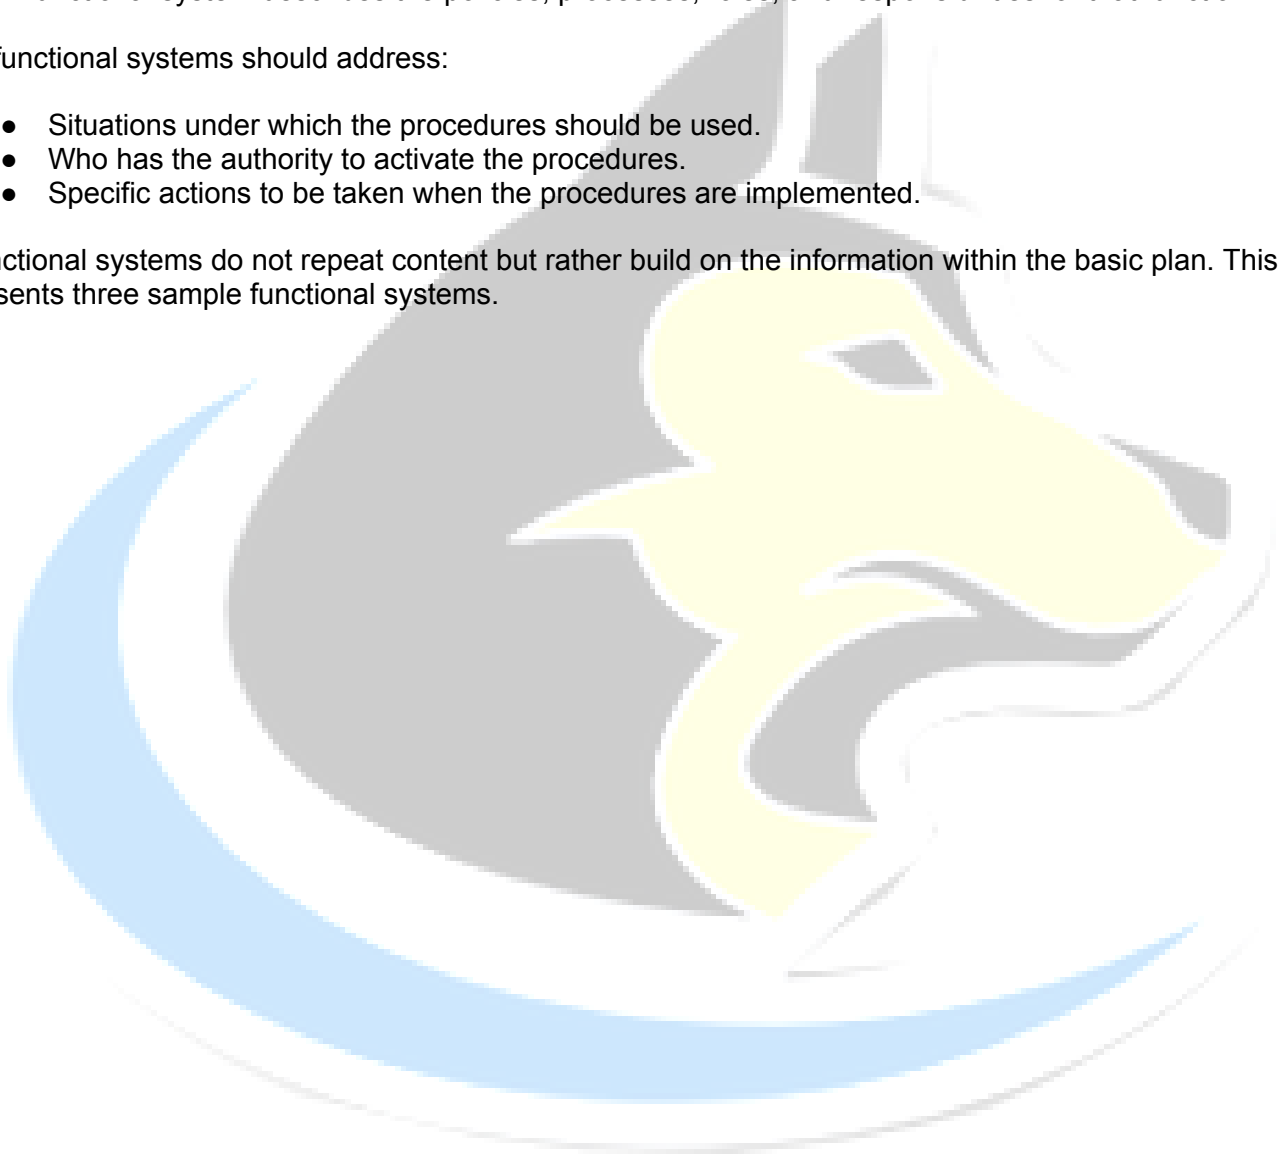 functional systems should address:
● Situations under which the procedures should be used.
● Who has the authority to activate the procedures.
● Specific actions to be taken when the procedures are implemented.
systems do not repeat content but rather build on the information within the basic plan. This
three sample functional systems.